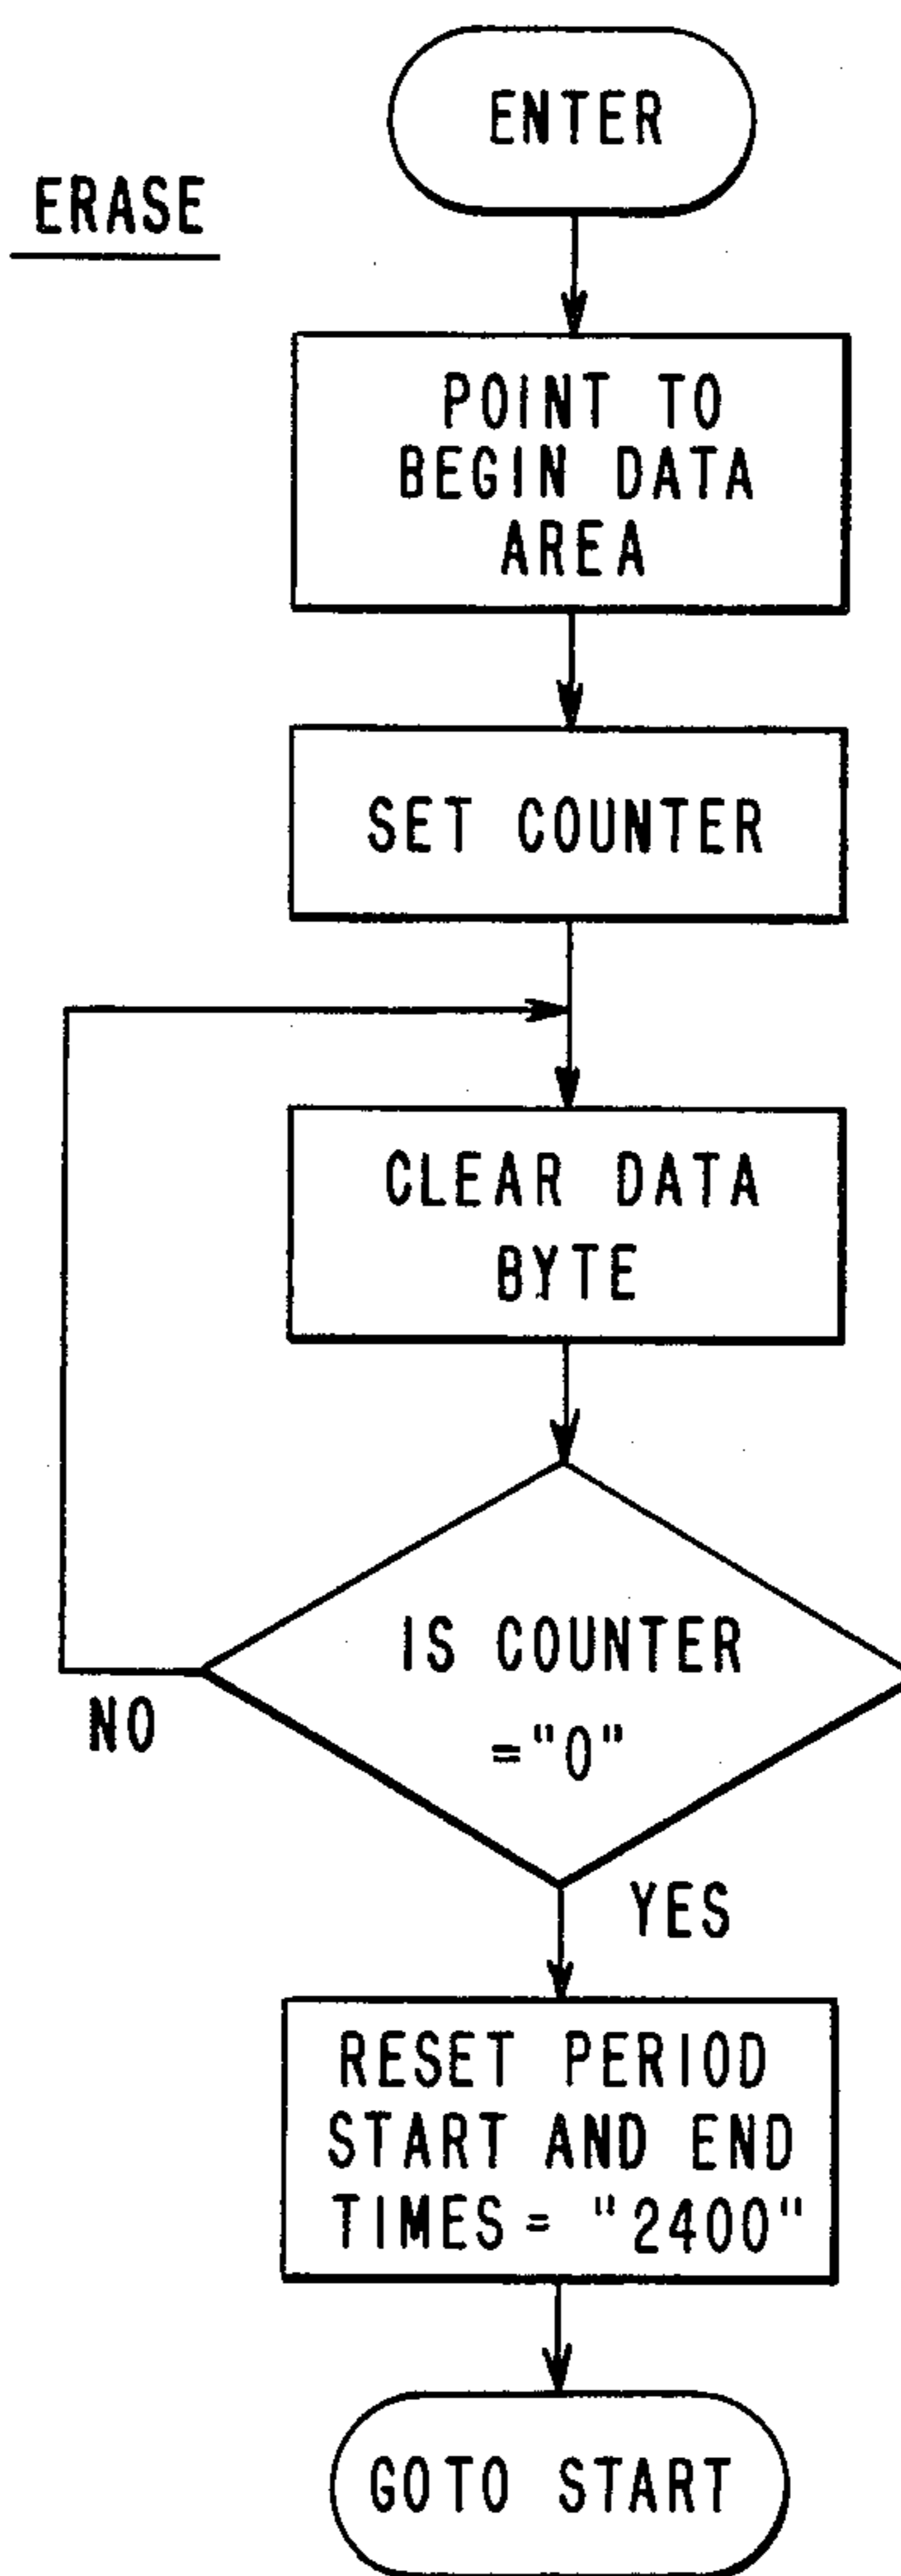 ENTER
ERASE
POINT TO
BEGIN DATA
AREA
SET COUNTER
CLEAR DATA
BYTE
IS COUNTER
="0"
NO
YES
RESET PERIOD
START AND END
TIMES = "2400"
GOTO START